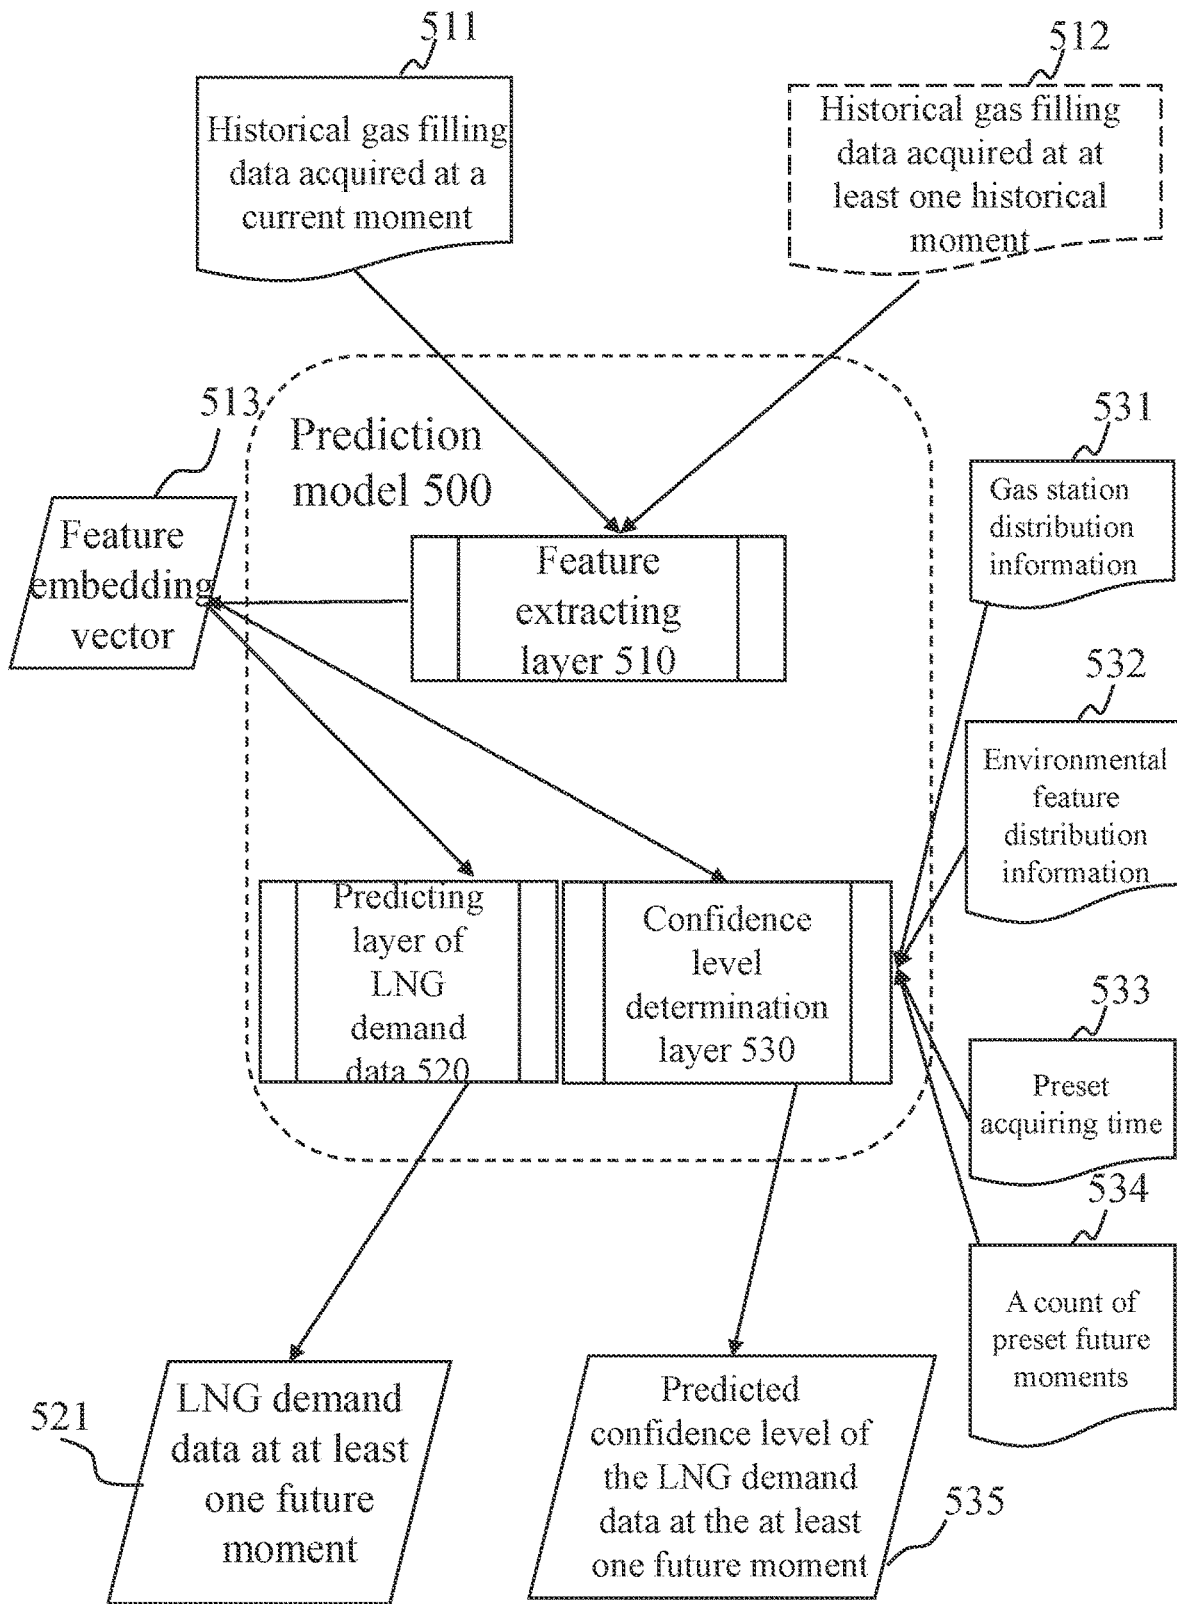 511
Historical gas filling
data acquired at a
current moment
512
Historical gas filling
data acquired at at
least one historical
moment
513
Feature
embedding
vector
Prediction
model 500
Feature
extracting
layer 510
531
Gas station
distribution
information
532
Environmental
feature
distribution
information
Predicting
layer of
LNG
demand
data 520
Confidence
level
determination
layer 530
533
Preset
acquiring time
534
A count of
preset future
moments
521
LNG demand
data at at least
one future
moment
Predicted
confidence level of
the LNG demand
data at the at least
one future moment
535